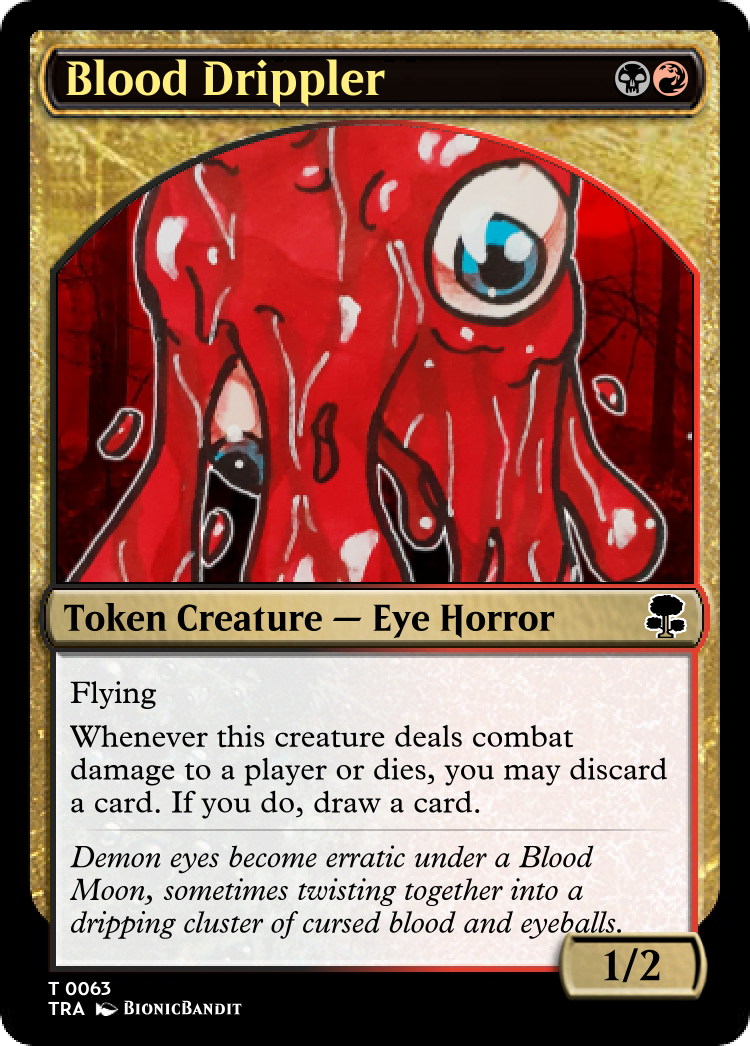 Blood Drippler
Token Creature — Eye Horror
Flying
Whenever this creature deals combat
damage to a player or dies, you may discard
a card. If you do, draw a card.
Demon eyes become erratic under a Blood
Moon, sometimes twisting together into a
dripping cluster of cursed blood and eyeballs.
1/2
T 0063
TRA BionicBandit